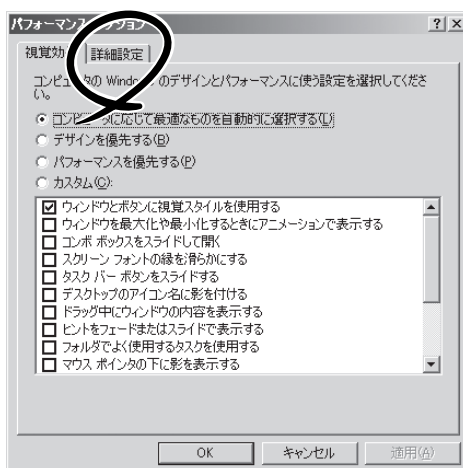 パフォーマンス オプション
視覚効
詳細設定
コンピュータの Windows のデザインとパフォーマンスに使う設定を選択してくださ
い。
コンピュータに応じて最適なものを自動的に選択する(L)
デザインを優先する(B)
パフォーマンスを優先する(P)
カスタム(C):
ウィンドウとボタンに視覚スタイルを使用する
ウィンドウを最大化や最小化するときにアニメーションで表示する
コンボ ボックスをスライドして開く
スクリーン フォントの縁を滑らかにする
タスク バー ボタンをスライドする
デスクトップのアイコン名に影を付ける
ドラッグ中にウィンドウの内容を表示する
ヒントをフェードまたはスライドで表示する
フォルダでよく使用するタスクを使用する
マウス ポインタの下に影を表示する
OK
キャンセル
適用(A)